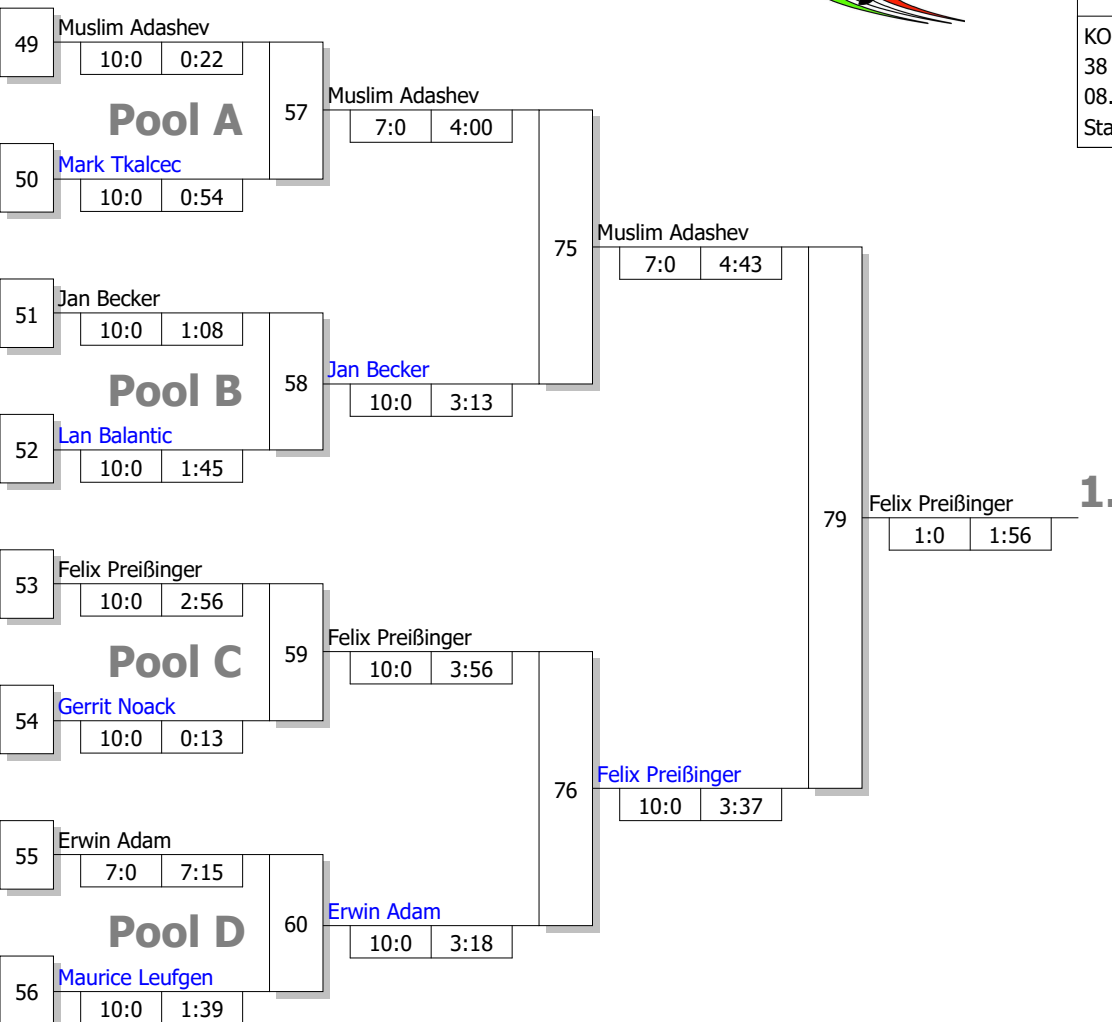 KO
38
08.
Sta
49
Muslim Adashev
10:0 0:22
Pool A
57
Muslim Adashev
7:0 4:00
50
Mark Tkalcec
10:0 0:54
75
Muslim Adashev
7:0 4:43
51
Jan Becker
10:0 1:08
Pool B
58
Jan Becker
10:0 3:13
52
Lan Balantic
10:0 1:45
79
Felix Preißinger
1:0 1:56
1.
53
Felix Preißinger
10:0 2:56
Pool C
59
Felix Preißinger
10:0 3:56
54
Gerrit Noack
10:0 0:13
76
Felix Preißinger
10:0 3:37
55
Erwin Adam
7:0 7:15
Pool D
60
Erwin Adam
10:0 3:18
56
Maurice Leufgen
10:0 1:39